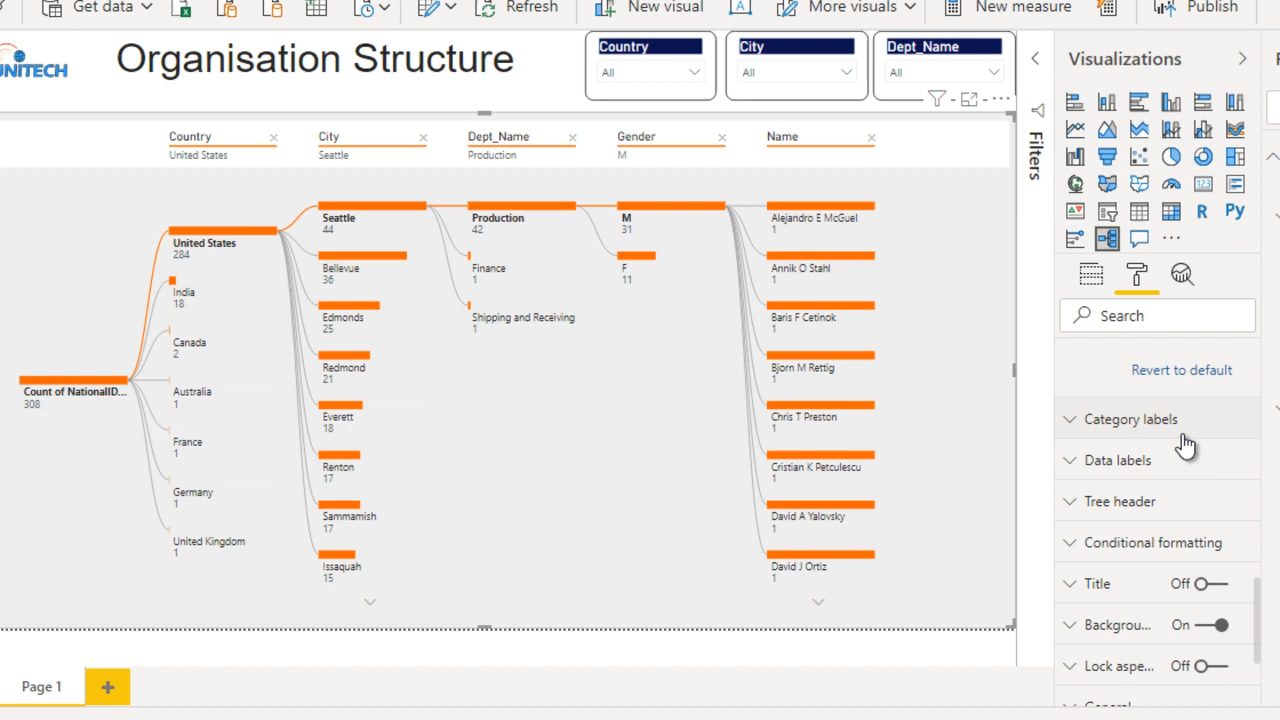 Get data
Refresh
New visual
A
More visuals
New measure
Publish
UNITECH
Organisation Structure
Country
All
City
All
Dept_Name
All
Country
United States
City
Seattle
Dept_Name
Production
Gender
M
Name
Count of NationalID...
308
United States
284
India
18
Canada
2
Australia
1
France
1
Germany
1
United Kingdom
1
Seattle
44
Bellevue
36
Edmonds
25
Redmond
21
Everett
18
Renton
17
Sammamish
17
Issaquah
15
Production
42
Finance
1
Shipping and Receiving
1
M
31
F
11
Alejandro E McGuel
1
Annik O Stahl
1
Baris F Cetinok
1
Bjorn M Rettig
1
Chris T Preston
1
Cristian K Petculescu
1
David A Yalovsky
1
David J Ortiz
1
Filters
Visualizations
123
R
Py
Search
Revert to default
Category labels
Data labels
Tree header
Conditional formatting
Title Off
Backgrou... On
Lock aspe... Off
General
Page 1